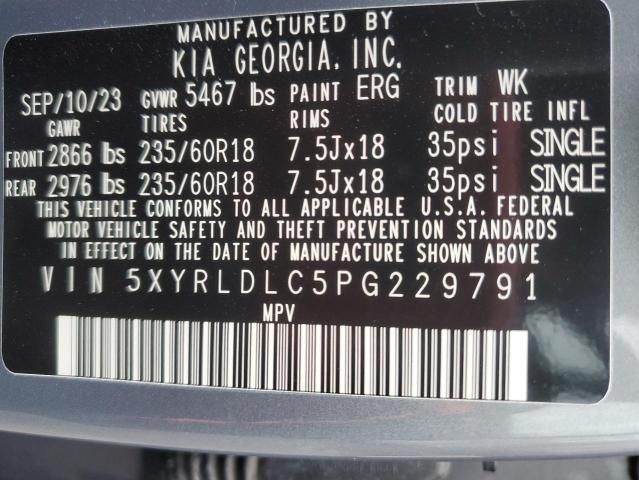 MANUFACTURED BY
KIA GEORGIA, INC.
SEP/10/23 GVWR 5467 lbs PAINT ERG TRIM WK
GAWR TIRES RIMS COLD TIRE INFL
FRONT 2866 lbs 235/60R18 7.5Jx18 35psi SINGLE
REAR 2976 lbs 235/60R18 7.5Jx18 35psi SINGLE
THIS VEHICLE CONFORMS TO ALL APPLICABLE U.S.A. FEDERAL
MOTOR VEHICLE SAFETY AND THEFT PREVENTION STANDARDS
IN EFFECT ON THE DATE OF MANUFACTURE SHOWN ABOVE
VIN 5XYRLDLC5PG229791
MPV